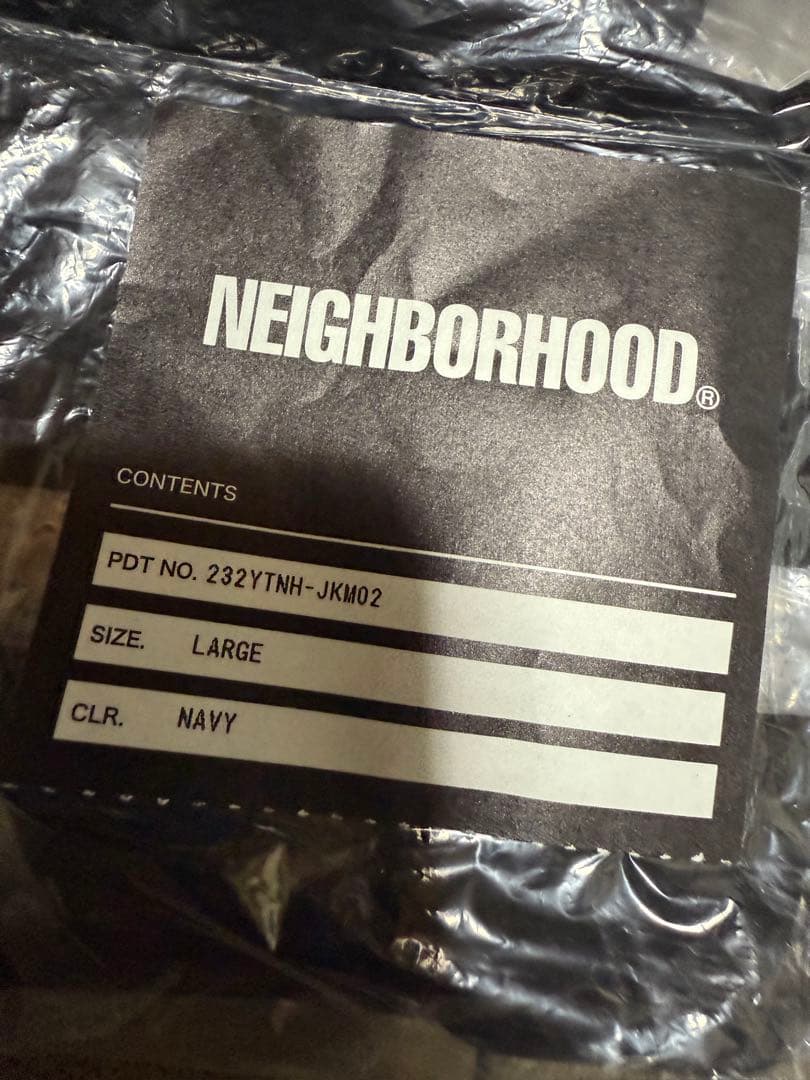 NEIGHBORHOOD®
CONTENTS
PDT NO. 232YTNH-JKM02
SIZE. LARGE
CLR. NAVY